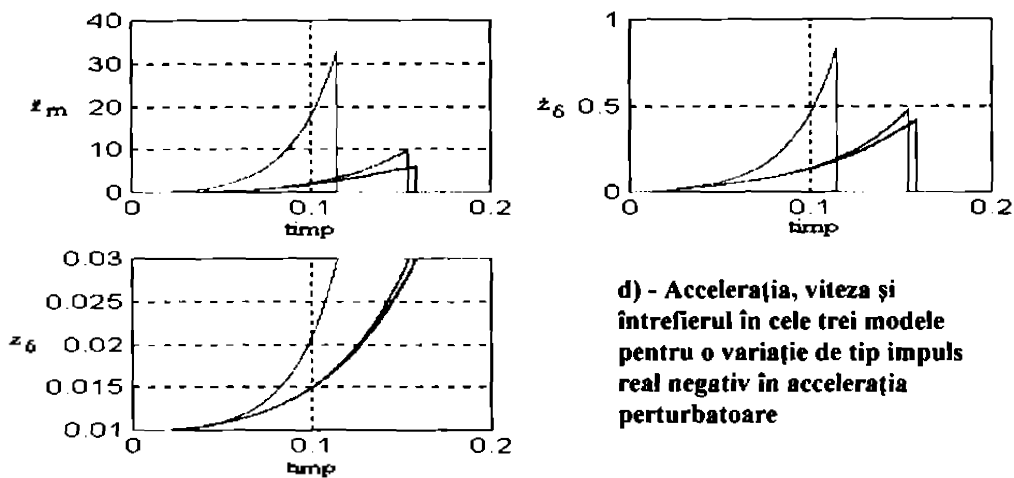 40
30
20
10
0
z̈m
0
0.1
0.2
timp
1
0.5
0
żδ
0
0.1
0.2
timp
0.03
0.025
0.02
0.015
0.01
zδ
0
0.1
0.2
timp
d) - Accelerația, viteza și
întrefierul în cele trei modele
pentru o variație de tip impuls
real negativ în accelerația
perturbatoare